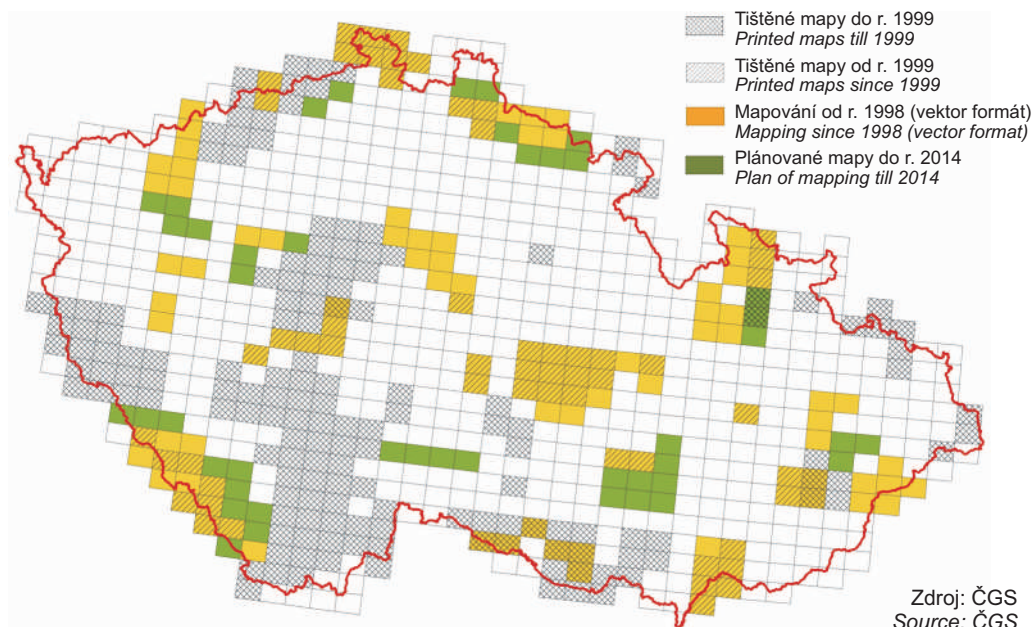 Tištěné mapy do r. 1999
Printed maps till 1999
Tištěné mapy od r. 1999
Printed maps since 1999
Mapování od r. 1998 (vektor formát)
Mapping since 1998 (vector format)
Plánované mapy do r. 2014
Plan of mapping till 2014
Zdroj: ČGS
Source: ČGS